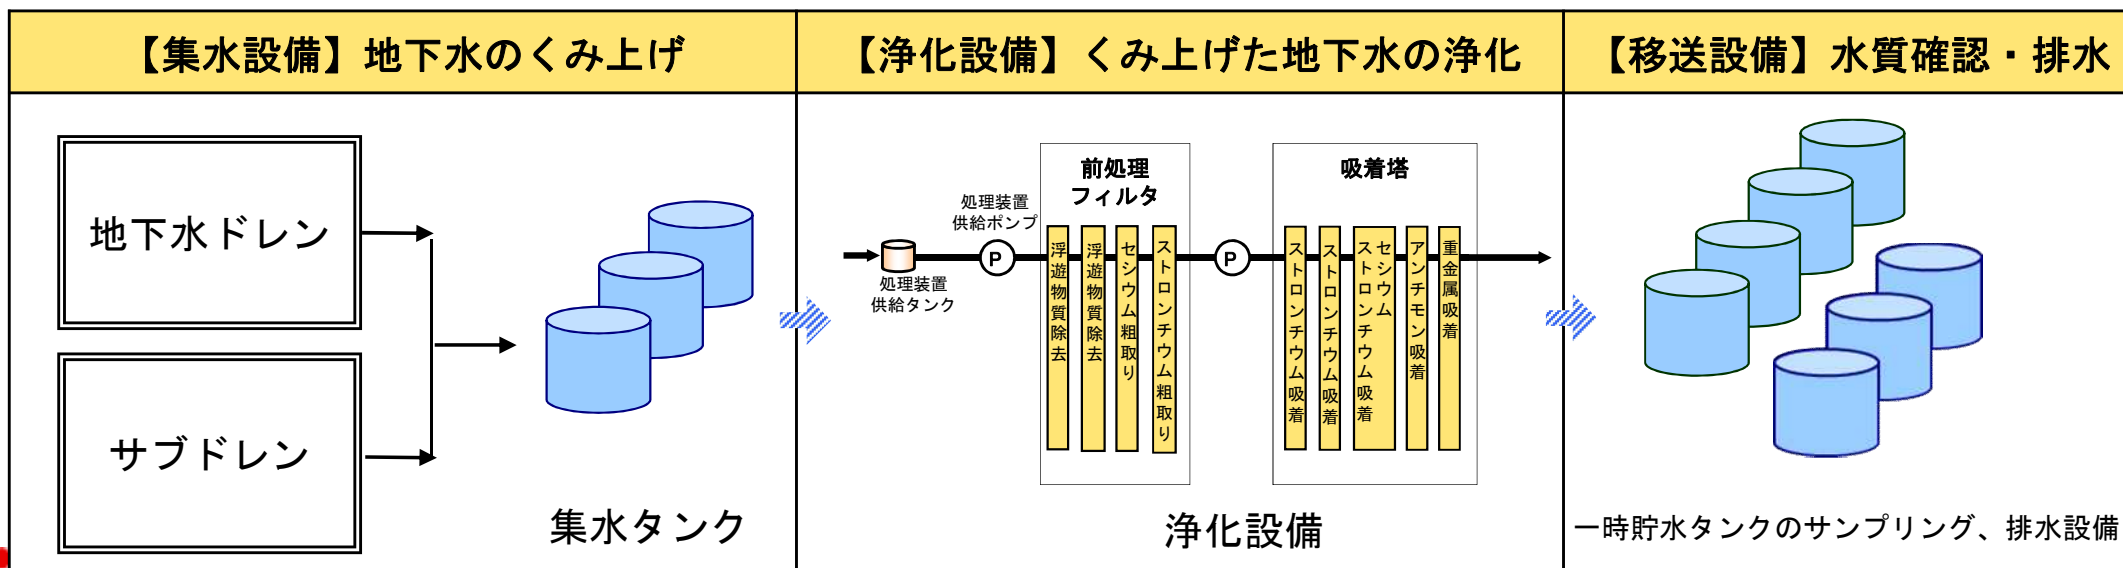 【集水設備】地下水のくみ上げ
【浄化設備】くみ上げた地下水の浄化
【移送設備】水質確認・排水
地下水ドレン
サブドレン
集水タンク
処理装置
供給タンク
処理装置
供給ポンプ
P
前処理
フィルタ
浮遊物質除去
浮遊物質除去
セシウム粗取り
ストロンチウム粗取り
P
吸着塔
ストロンチウム吸着
ストロンチウム吸着
セシウム
ストロンチウム吸着
アンチモン吸着
重金属吸着
浄化設備
一時貯水タンクのサンプリング、排水設備